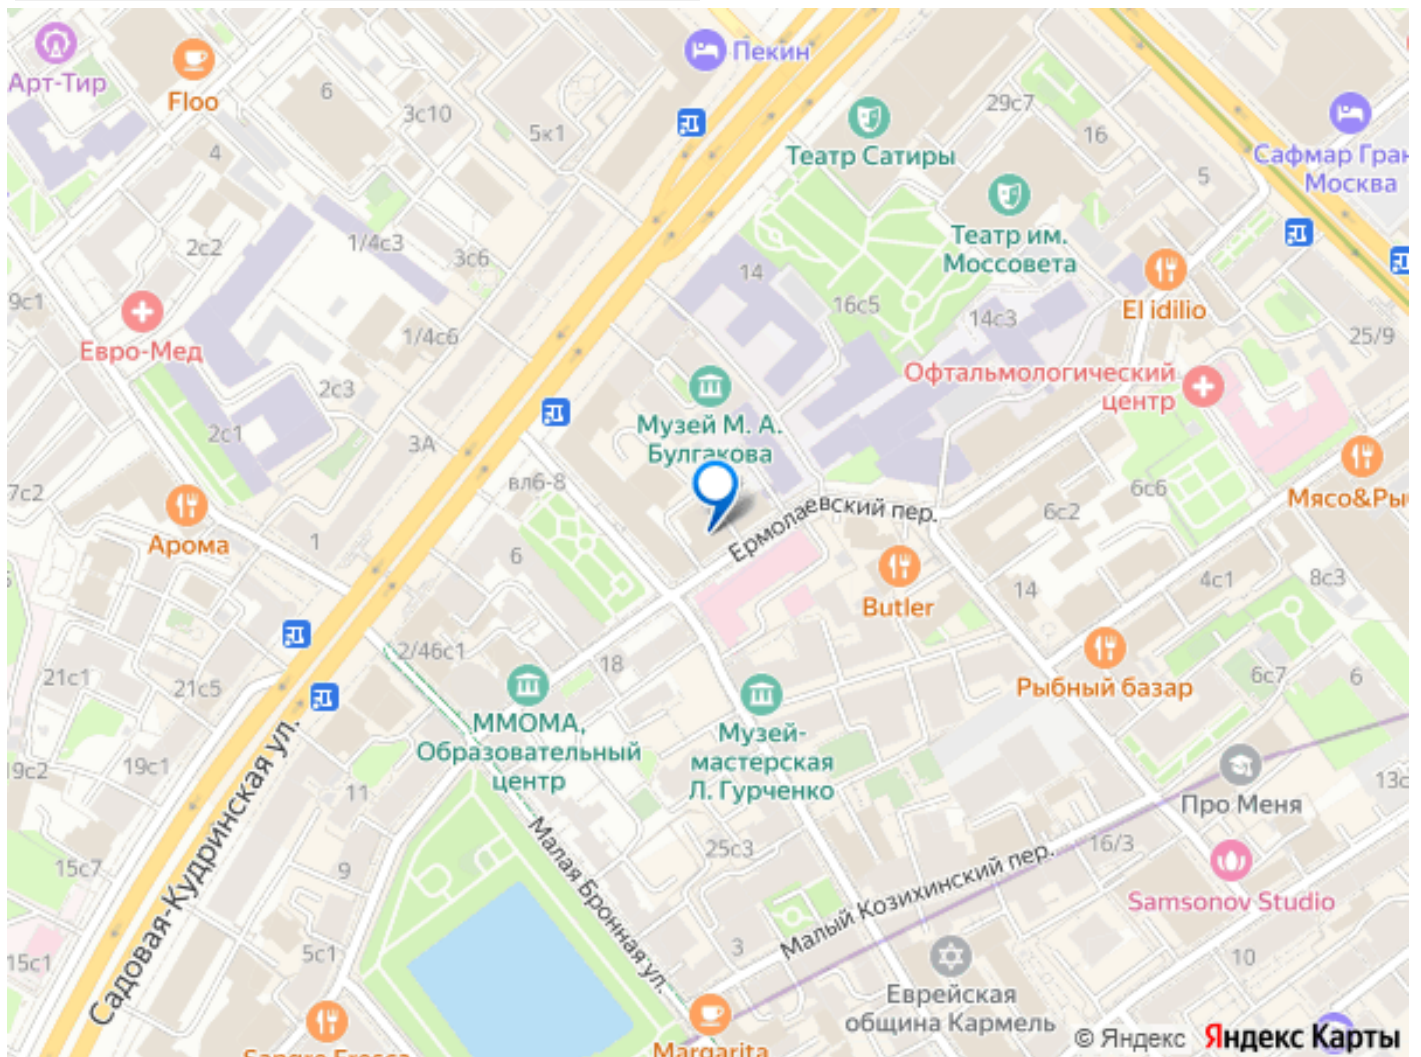 Пекин
Арт-Тир
Floo
6
3с10
5к1
29с7
16
Театр Сатиры
Сафмар Гран
Москва
4
5
Театр им.
Моссовета
2с2
1/4с3
3с6
14
9с1
16с5
14с3
El idilio
Евро-Мед
1/4с6
25/9
Офтальмологический
центр
2с3
Музей М. А.
Булгакова
2с1
3А
7с2
вл6-8
6с6
Мясо&Ры
6с2
Ермолаевский пер.
Арома
1
6
Butler
14
4с1
8с3
2/46с1
18
21с1
21с5
Рыбный базар
6с7
6
ММОМА,
Образовательный
центр
Музей-
мастерская
Л. Гурченко
19с2
19с1
11
Про Меня
13с
Садовая-Кудринская ул.
Малая Бронная ул.
25с3
16/3
15с7
9
Малый Козихинский пер.
Samsonov Studio
3
15с1
5с1
10
Еврейская
община Кармель
Sangre Fresca
Margarita
© Яндекс Яндекс Карты